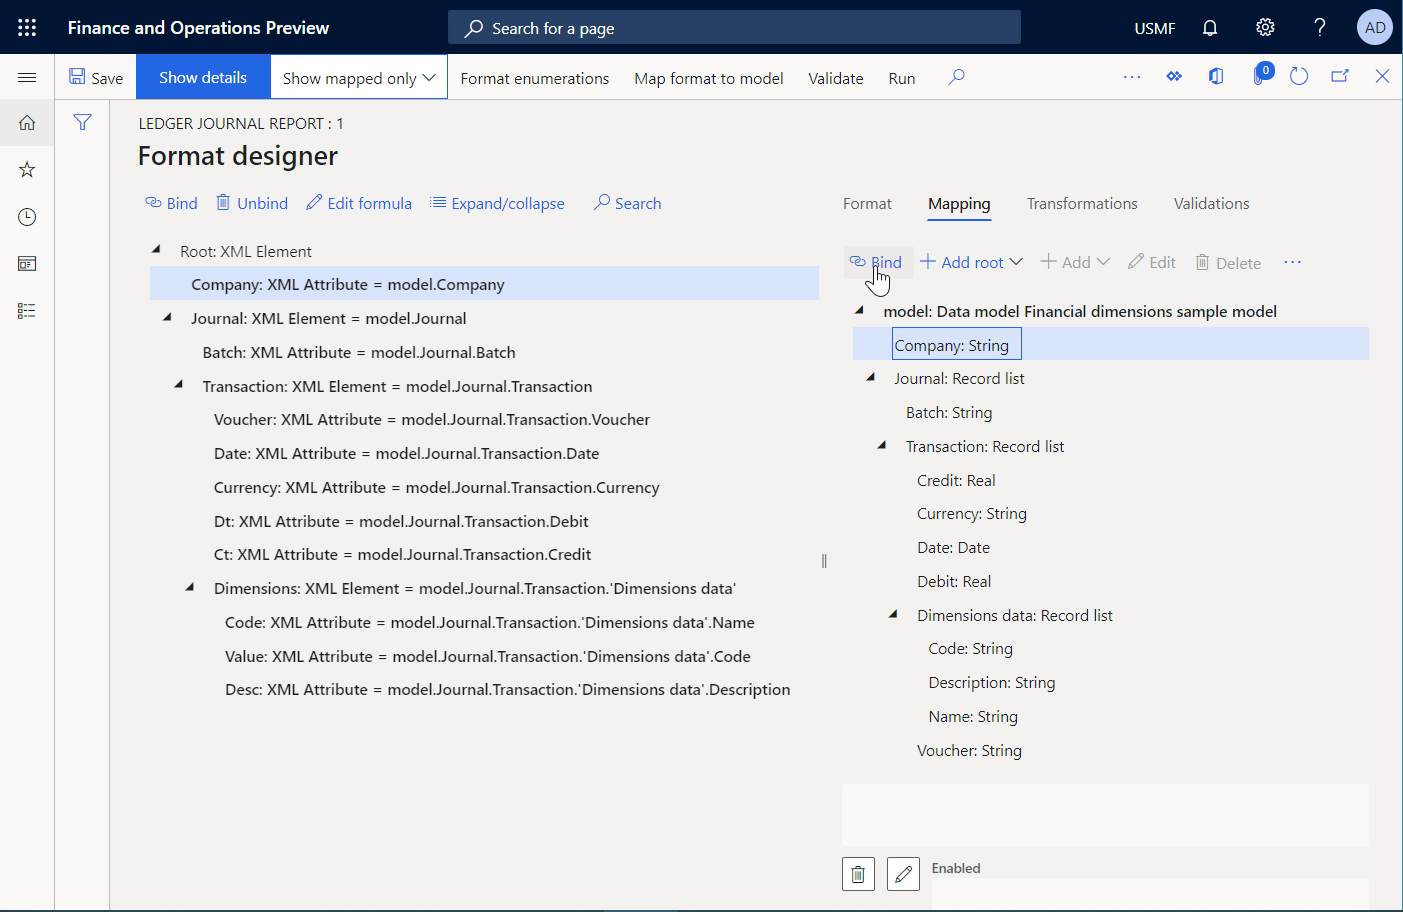 Finance and Operations Preview
Search for a page
USMF
?
AD
Save
Show details
Show mapped only
Format enumerations
Map format to model
Validate
Run
0
LEDGER JOURNAL REPORT : 1
Format designer
Bind
Unbind
Edit formula
Expand/collapse
Search
Root: XML Element
Company: XML Attribute = model.Company
Journal: XML Element = model.Journal
Batch: XML Attribute = model.Journal.Batch
Transaction: XML Element = model.Journal.Transaction
Voucher: XML Attribute = model.Journal.Transaction.Voucher
Date: XML Attribute = model.Journal.Transaction.Date
Currency: XML Attribute = model.Journal.Transaction.Currency
Dt: XML Attribute = model.Journal.Transaction.Debit
Ct: XML Attribute = model.Journal.Transaction.Credit
Dimensions: XML Element = model.Journal.Transaction.'Dimensions data'
Code: XML Attribute = model.Journal.Transaction.'Dimensions data'.Name
Value: XML Attribute = model.Journal.Transaction.'Dimensions data'.Code
Desc: XML Attribute = model.Journal.Transaction.'Dimensions data'.Description
Format
Mapping
Transformations
Validations
Bind
Add root
Add
Edit
Delete
model: Data model Financial dimensions sample model
Company: String
Journal: Record list
Batch: String
Transaction: Record list
Credit: Real
Currency: String
Date: Date
Debit: Real
Dimensions data: Record list
Code: String
Description: String
Name: String
Voucher: String
Enabled